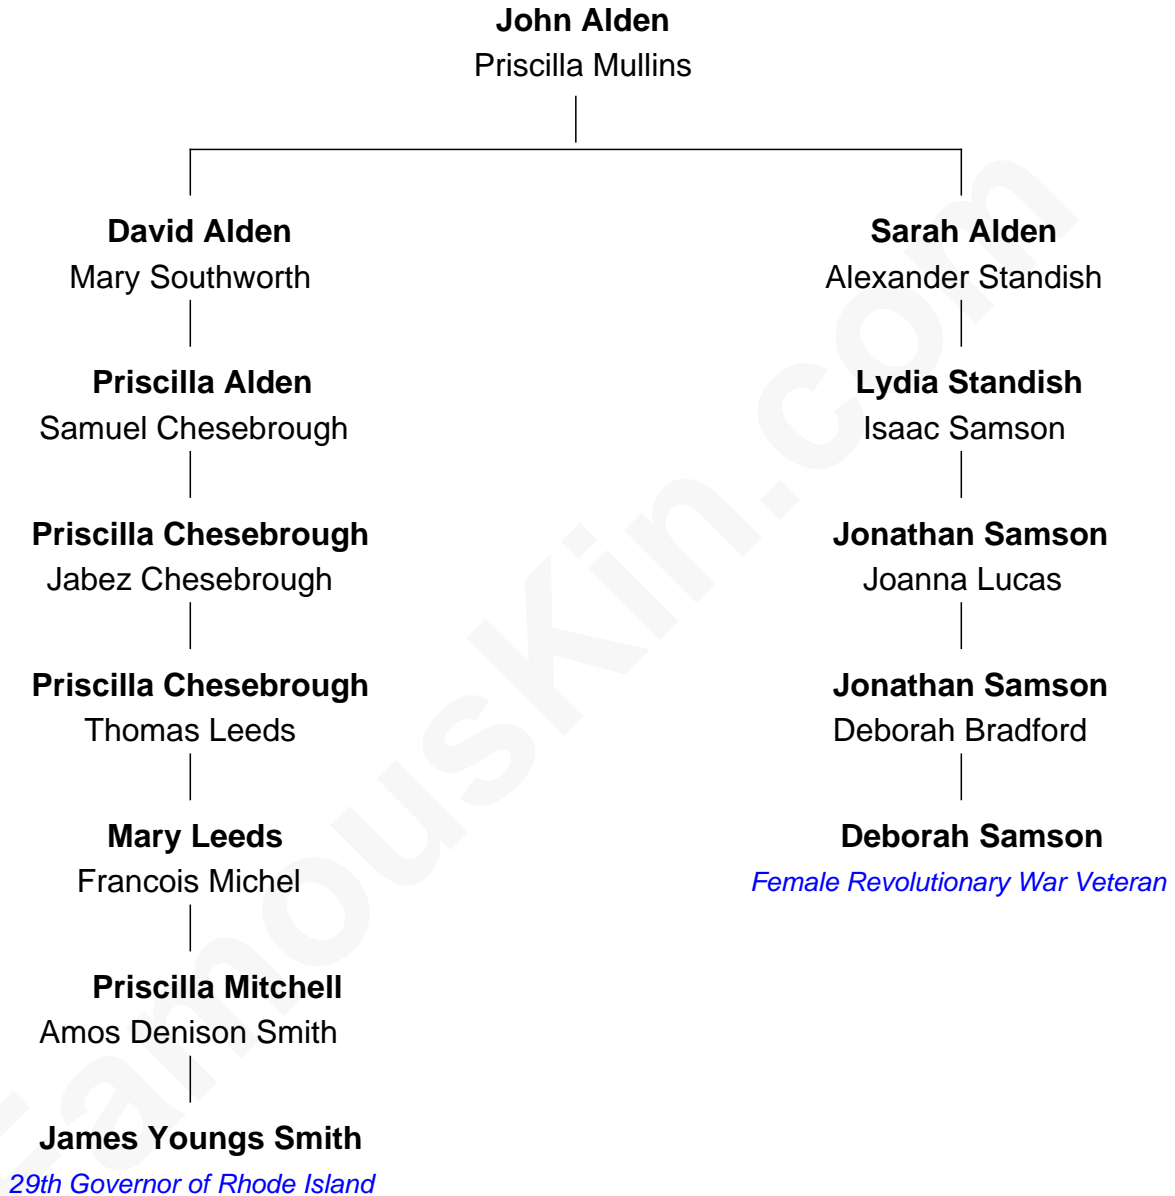 John Alden
Priscilla Mullins
David Alden
Mary Southworth
Sarah Alden
Alexander Standish
Priscilla Alden
Samuel Chesebrough
Lydia Standish
Isaac Samson
Priscilla Chesebrough
Jabez Chesebrough
Jonathan Samson
Joanna Lucas
Priscilla Chesebrough
Thomas Leeds
Jonathan Samson
Deborah Bradford
Mary Leeds
Francois Michel
Deborah Samson
Female Revolutionary War Veteran
Priscilla Mitchell
Amos Denison Smith
James Youngs Smith
29th Governor of Rhode Island
FamousKin.com